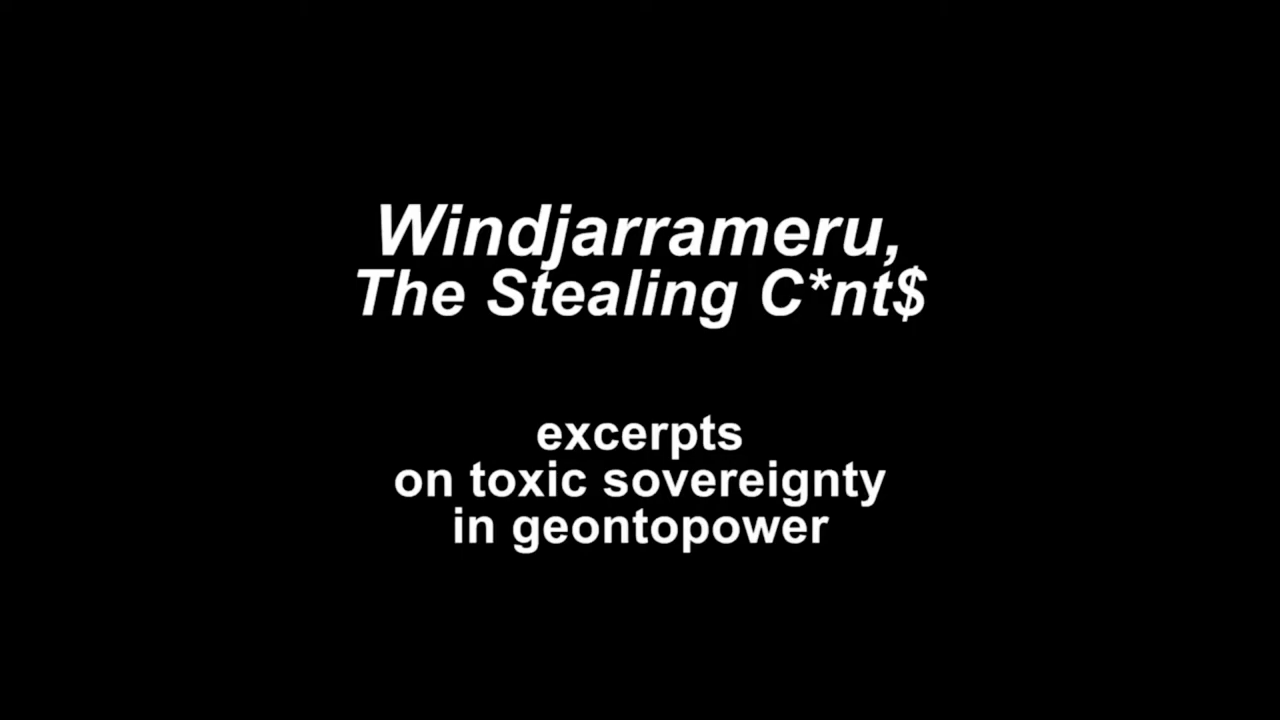 Windjarrameru,
The Stealing C*nt$
excerpts
on toxic sovereignty
in geontopower